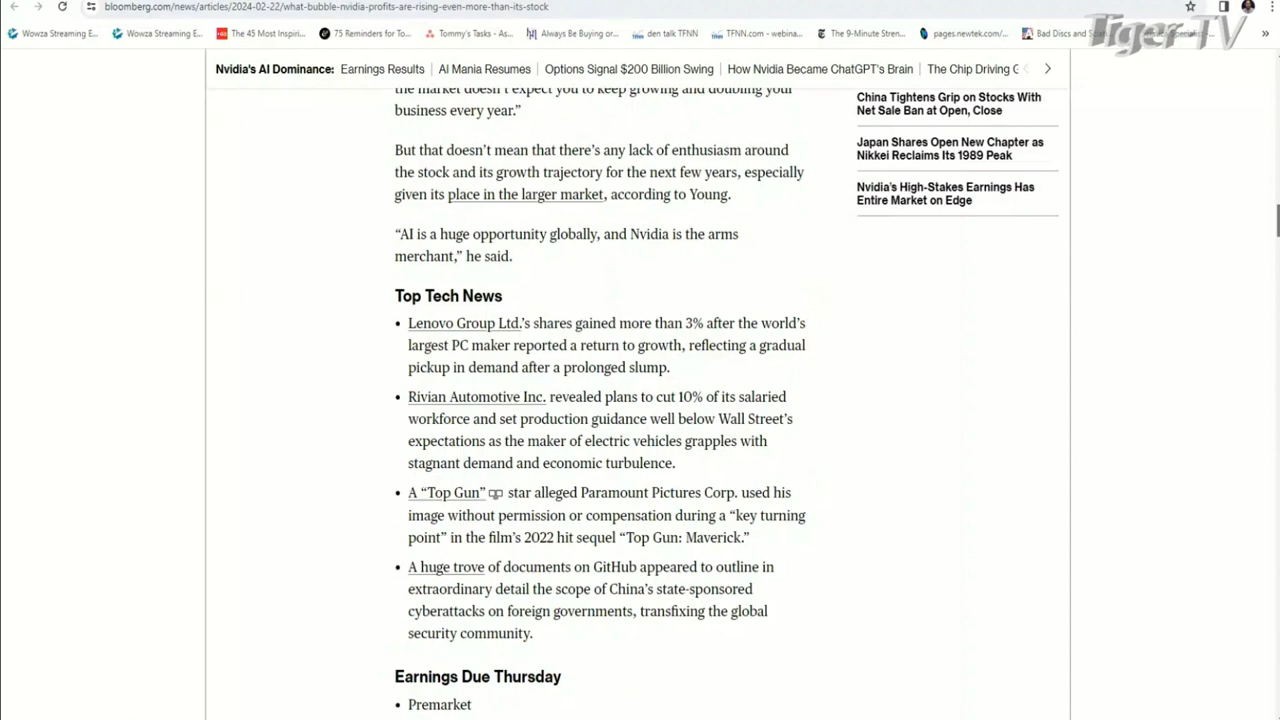 bloomberg.com/news/articles/2024-02-22/what-bubble-nvidia-profits-are-rising-even-more-than-its-stock
Tiger TV
Wowza Streaming E... Wowza Streaming E... The 45 Most Inspiri... 75 Reminders for To... Tommy's Tasks - As... Always Be Buying or... den talk TFNN TFNN.com - webina... The 9-Minute Stren... pages.newtek.com/... Bad Discs and
Nvidia's AI Dominance: Earnings Results AI Mania Resumes Options Signal $200 Billion Swing How Nvidia Became ChatGPT's Brain The Chip Driving
the market doesn't expect you to keep growing and doubling your
business every year.”
But that doesn't mean that there's any lack of enthusiasm around
the stock and its growth trajectory for the next few years, especially
given its place in the larger market, according to Young.
“AI is a huge opportunity globally, and Nvidia is the arms
merchant,” he said.
Top Tech News
• Lenovo Group Ltd.'s shares gained more than 3% after the world's
largest PC maker reported a return to growth, reflecting a gradual
pickup in demand after a prolonged slump.
• Rivian Automotive Inc. revealed plans to cut 10% of its salaried
workforce and set production guidance well below Wall Street's
expectations as the maker of electric vehicles grapples with
stagnant demand and economic turbulence.
• A “Top Gun” star alleged Paramount Pictures Corp. used his
image without permission or compensation during a “key turning
point” in the film's 2022 hit sequel “Top Gun: Maverick.”
• A huge trove of documents on GitHub appeared to outline in
extraordinary detail the scope of China's state-sponsored
cyberattacks on foreign governments, transfixing the global
security community.
Earnings Due Thursday
• Premarket
China Tightens Grip on Stocks With
Net Sale Ban at Open, Close
Japan Shares Open New Chapter as
Nikkei Reclaims Its 1989 Peak
Nvidia's High-Stakes Earnings Has
Entire Market on Edge